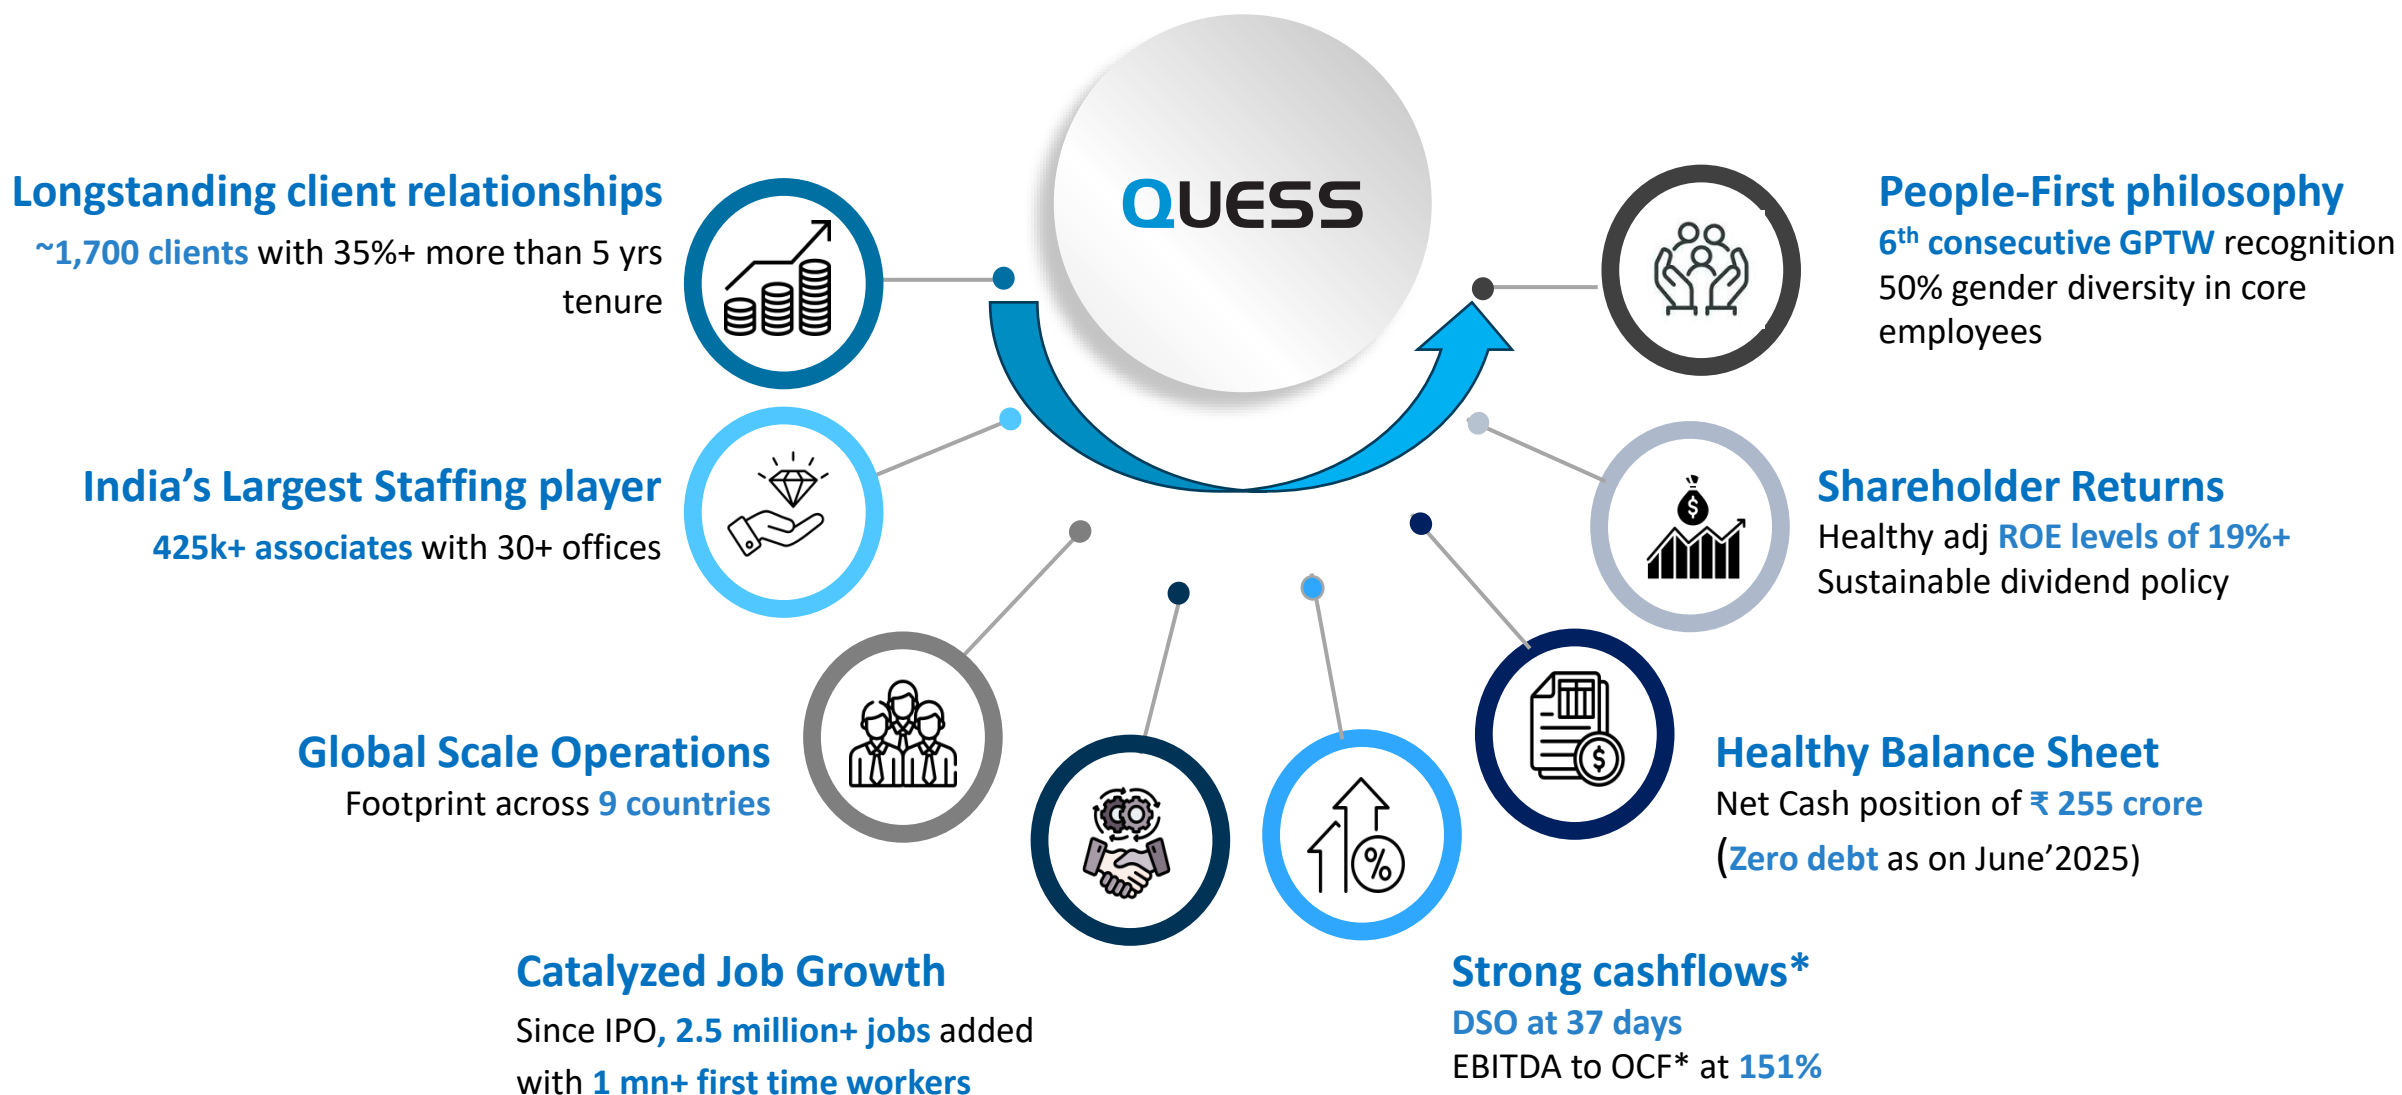 QUESS
Longstanding client relationships
~1,700 clients with 35%+ more than 5 yrs
tenure
India’s Largest Staffing player
425k+ associates with 30+ offices
Global Scale Operations
Footprint across 9 countries
Catalyzed Job Growth
Since IPO, 2.5 million+ jobs added
with 1 mn+ first time workers
Strong cashflows*
DSO at 37 days
EBITDA to OCF* at 151%
%
Healthy Balance Sheet
Net Cash position of ₹ 255 crore
(Zero debt as on June’2025)
$
Shareholder Returns
Healthy adj ROE levels of 19%+
Sustainable dividend policy
$
People-First philosophy
6th consecutive GPTW recognition
50% gender diversity in core
employees